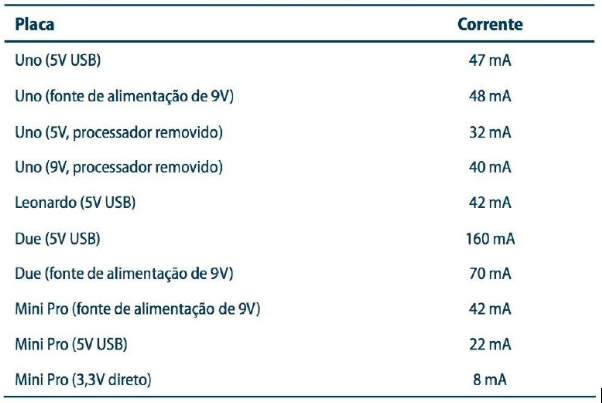 Placa Corrente
Uno (5V USB) 47 mA
Uno (fonte de alimentação de 9V) 48 mA
Uno (5V, processador removido) 32 mA
Uno (9V, processador removido) 40 mA
Leonardo (5V USB) 42 mA
Due (5V USB) 160 mA
Due (fonte de alimentação de 9V) 70 mA
Mini Pro (fonte de alimentação de 9V) 42 mA
Mini Pro (5V USB) 22 mA
Mini Pro (3,3V direto) 8 mA